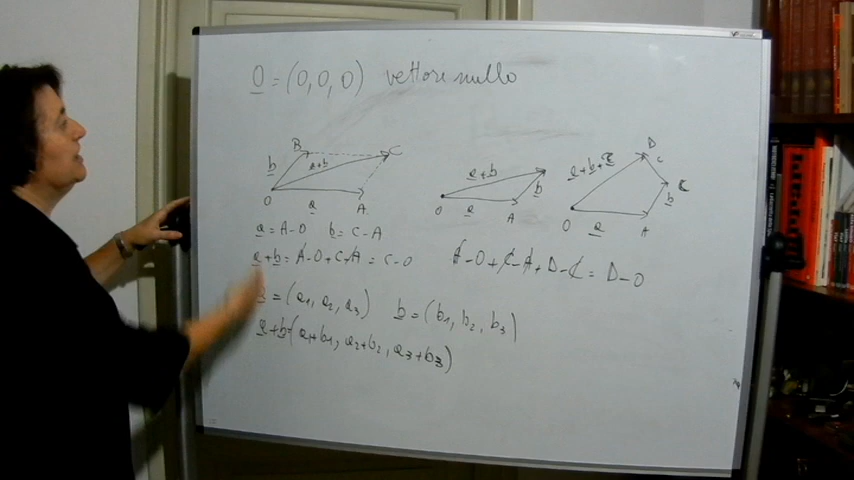 0 = (0, 0, 0) vettore nullo
B C b a+b O a A
a+b b O a A
D a+b+c c C b O a A
a = A-O b = C-A
a+b = A-O + C-A = C-O
A-O + C-A + D-C = D-O
= (a1, a2, a3) b = (b1, b2, b3)
a+b = (a1+b1, a2+b2, a3+b3)